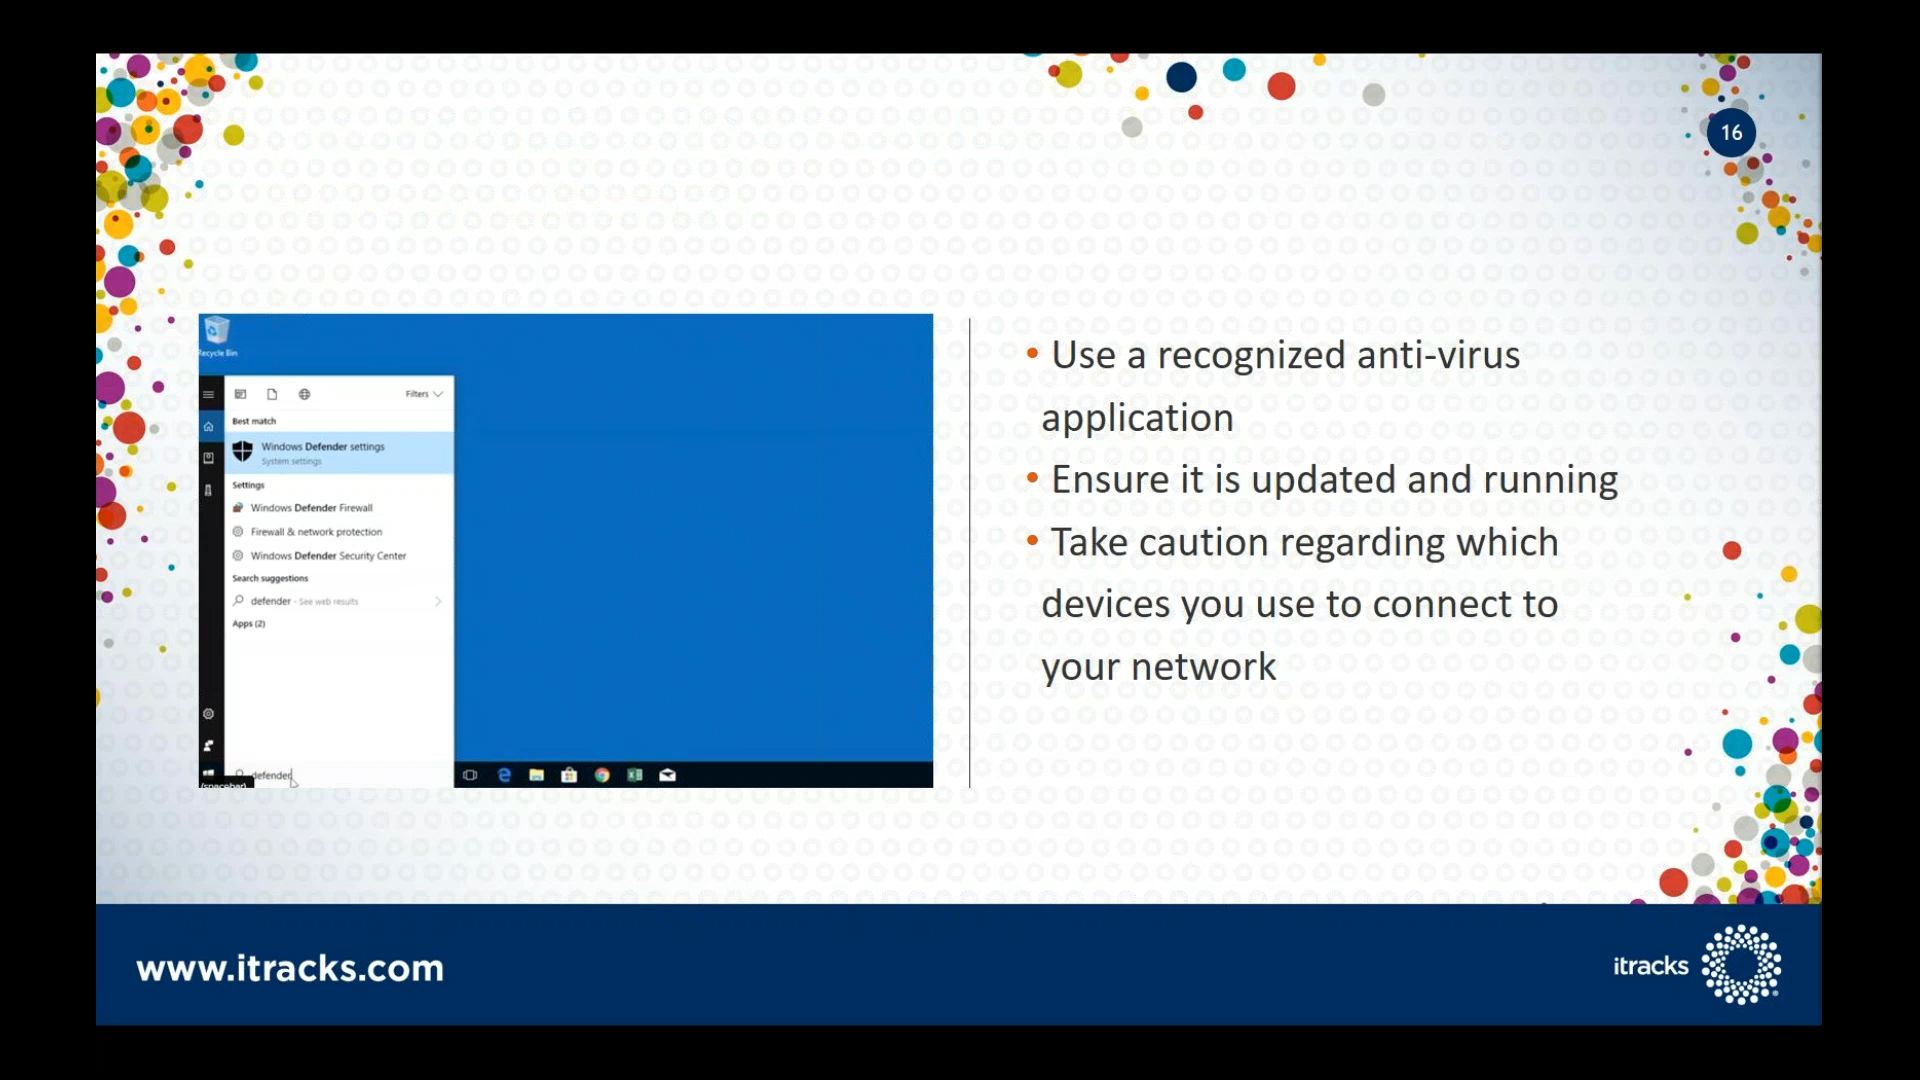 16
Recycle Bin
Filters
Best match
Windows Defender settings
System settings
Settings
Windows Defender Firewall
Firewall & network protection
Windows Defender Security Center
Search suggestions
defender - See web results
Apps (2)
defender
(spacebar)
• Use a recognized anti-virus
application
• Ensure it is updated and running
• Take caution regarding which
devices you use to connect to
your network
www.itracks.com
itracks